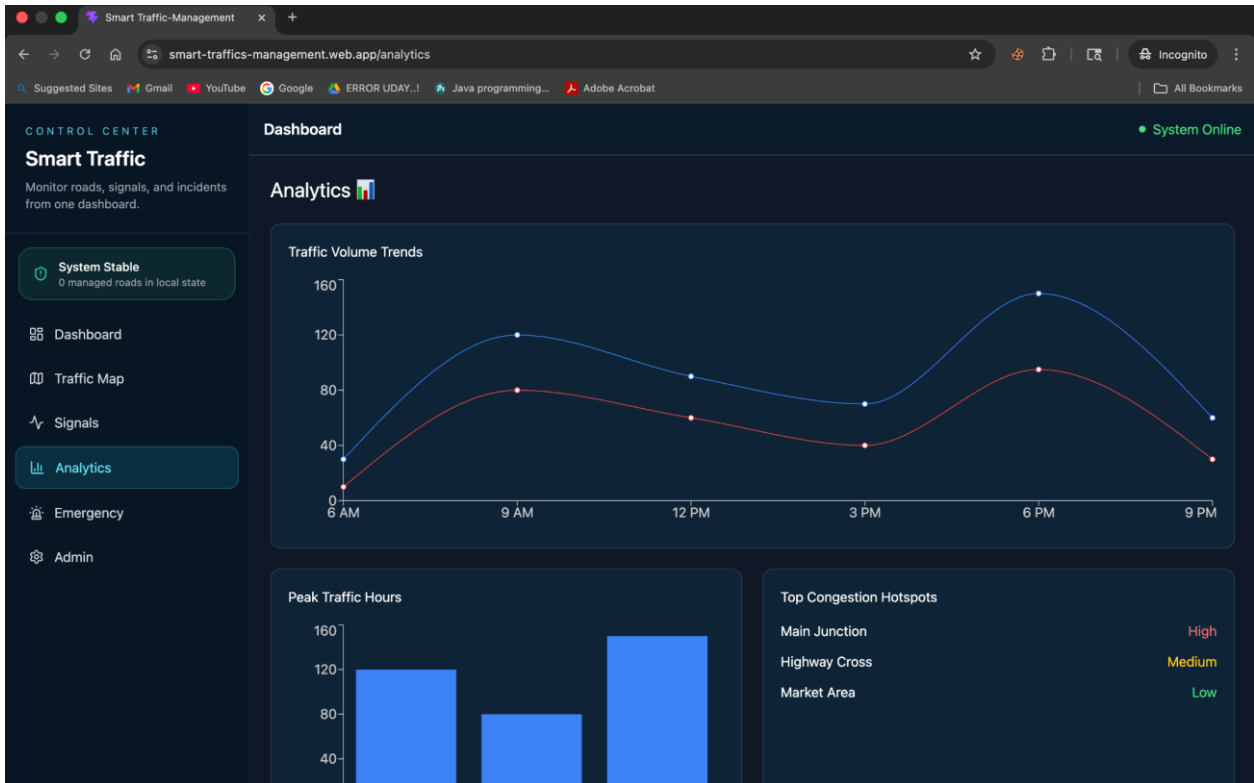 Smart Traffic-Management
smart-traffics-management.web.app/analytics
Incognito
Suggested Sites
Gmail
YouTube
Google
ERROR UDAY..!
Java programming...
Adobe Acrobat
All Bookmarks
CONTROL CENTER
Smart Traffic
Monitor roads, signals, and incidents
from one dashboard.
System Stable
0 managed roads in local state
Dashboard
Traffic Map
Signals
Analytics
Emergency
Admin
Dashboard
System Online
Analytics
Traffic Volume Trends
160
120
80
40
0
6 AM 9 AM 12 PM 3 PM 6 PM 9 PM
Peak Traffic Hours
160
120
80
40
Top Congestion Hotspots
Main Junction High
Highway Cross Medium
Market Area Low